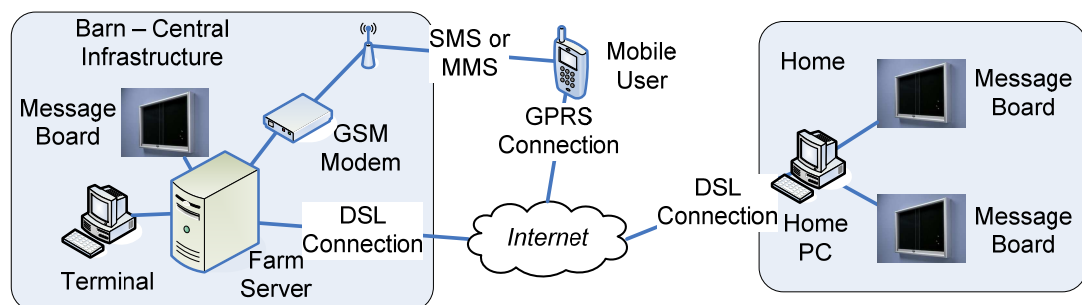 Barn – Central
Infrastructure
Message
Board
GSM
Modem
Terminal
Farm
Server
DSL
Connection
SMS or
MMS
Mobile
User
GPRS
Connection
Internet
DSL
Connection
Home
Message
Board
Home
PC
Message
Board